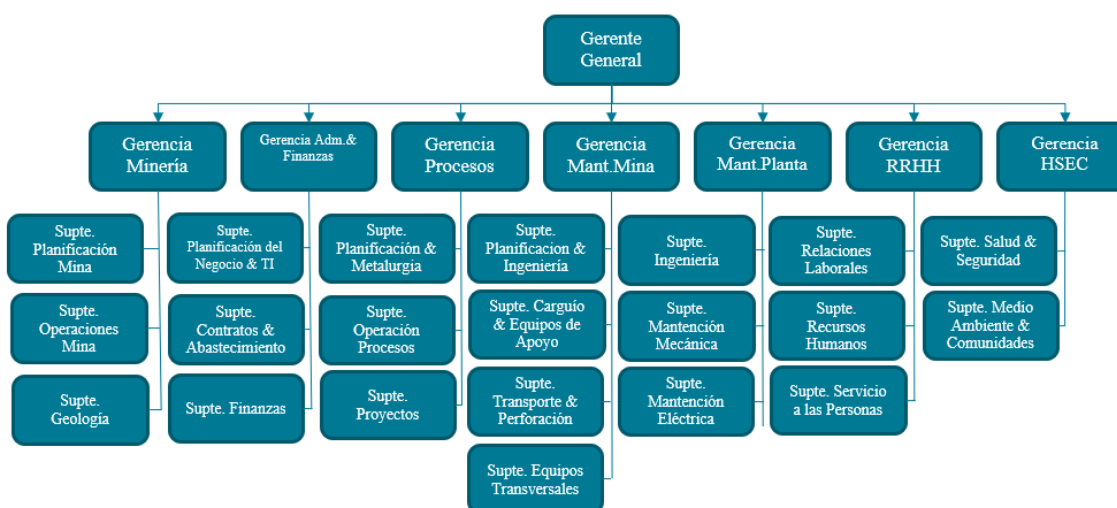 Gerente
General
Gerencia
Minería
Gerencia Adm.&
Finanzas
Gerencia
Procesos
Gerencia
Mant.Mina
Gerencia
Mant.Planta
Gerencia
RRHH
Gerencia
HSEC
Supte.
Planificación
Mina
Supte.
Planificación del
Negocio & TI
Supte.
Planificación &
Metalurgia
Supte.
Planificacion &
Ingeniería
Supte.
Ingeniería
Supte.
Relaciones
Laborales
Supte. Salud &
Seguridad
Supte.
Operaciones
Mina
Supte.
Contratos &
Abastecimiento
Supte.
Operación
Procesos
Supte. Carguío
& Equipos de
Apoyo
Supte.
Mantención
Mecánica
Supte.
Recursos
Humanos
Supte. Medio
Ambiente &
Comunidades
Supte.
Geología
Supte. Finanzas
Supte.
Proyectos
Supte.
Transporte &
Perforación
Supte.
Mantención
Eléctrica
Supte. Servicio
a las Personas
Supte. Equipos
Transversales